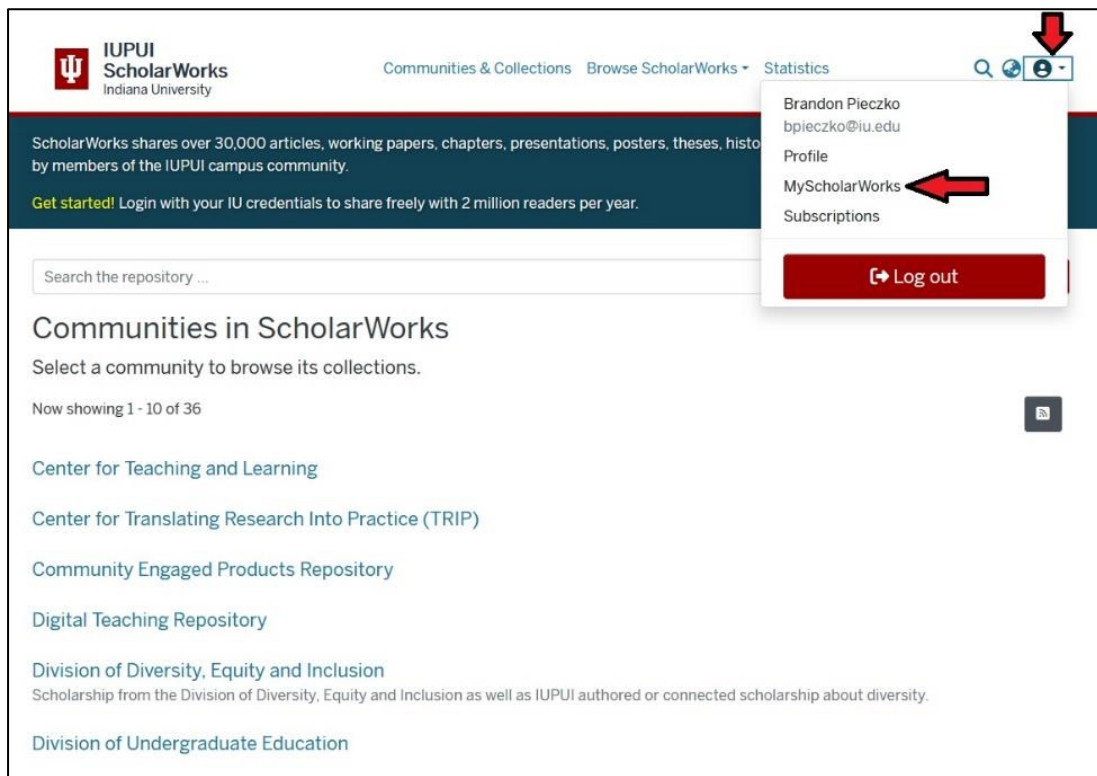 IUPUI
ScholarWorks
Indiana University
Communities & Collections Browse ScholarWorks Statistics
Brandon Pieczko
bpieczko@iu.edu
Profile
MyScholarWorks
Subscriptions
Log out
ScholarWorks shares over 30,000 articles, working papers, chapters, presentations, posters, theses,
by members of the IUPUI campus community.
Get started! Login with your IU credentials to share freely with 2 million readers per year.
Search the repository ...
Communities in ScholarWorks
Select a community to browse its collections.
Now showing 1 - 10 of 36
Center for Teaching and Learning
Center for Translating Research Into Practice (TRIP)
Community Engaged Products Repository
Digital Teaching Repository
Division of Diversity, Equity and Inclusion
Scholarship from the Division of Diversity, Equity and Inclusion as well as IUPUI authored or connected scholarship about diversity.
Division of Undergraduate Education